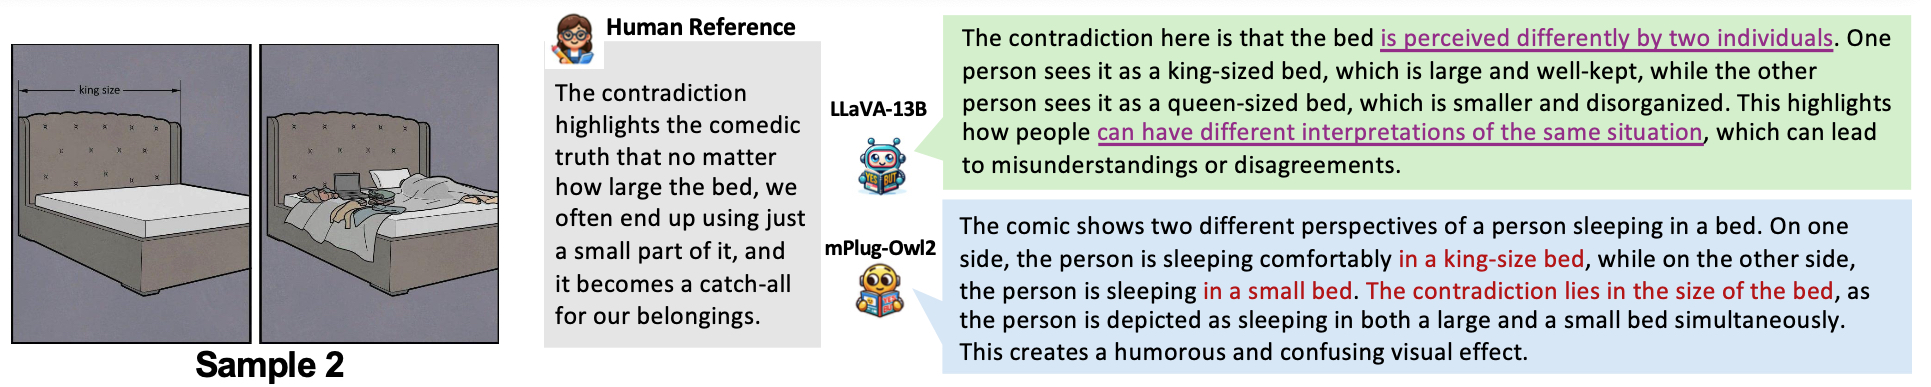 king size
Sample 2
Human Reference
The contradiction
highlights the comedic
truth that no matter
how large the bed, we
often end up using just
a small part of it, and
it becomes a catch-all
for our belongings.
LLaVA-13B
YES BUT
The contradiction here is that the bed is perceived differently by two individuals. One
person sees it as a king-sized bed, which is large and well-kept, while the other
person sees it as a queen-sized bed, which is smaller and disorganized. This highlights
how people can have different interpretations of the same situation, which can lead
to misunderstandings or disagreements.
mPlug-Owl2
The comic shows two different perspectives of a person sleeping in a bed. On one
side, the person is sleeping comfortably in a king-size bed, while on the other side,
the person is sleeping in a small bed. The contradiction lies in the size of the bed, as
the person is depicted as sleeping in both a large and a small bed simultaneously.
This creates a humorous and confusing visual effect.